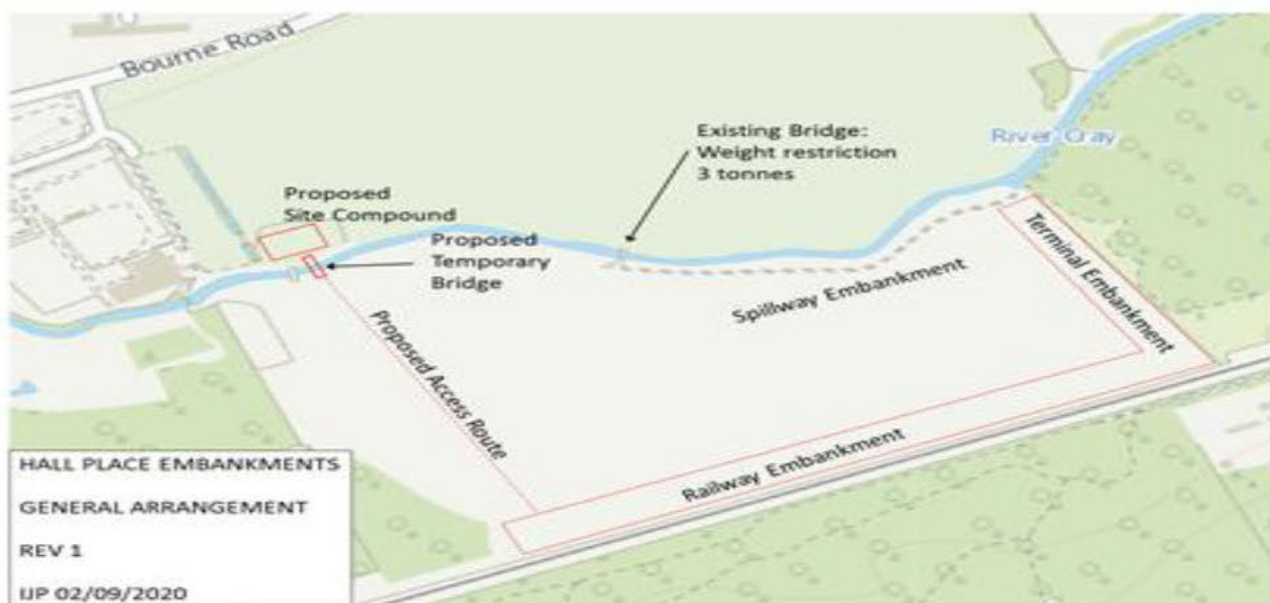 Bourne Road
Existing Bridge:
Weight restriction
3 tonnes
River Cray
Proposed
Site Compound
Proposed
Temporary
Bridge
Terminal Embankment
Spillway Embankment
Proposed Access Route
Railway Embankment
HALL PLACE EMBANKMENTS
GENERAL ARRANGEMENT
REV 1
IJP 02/09/2020